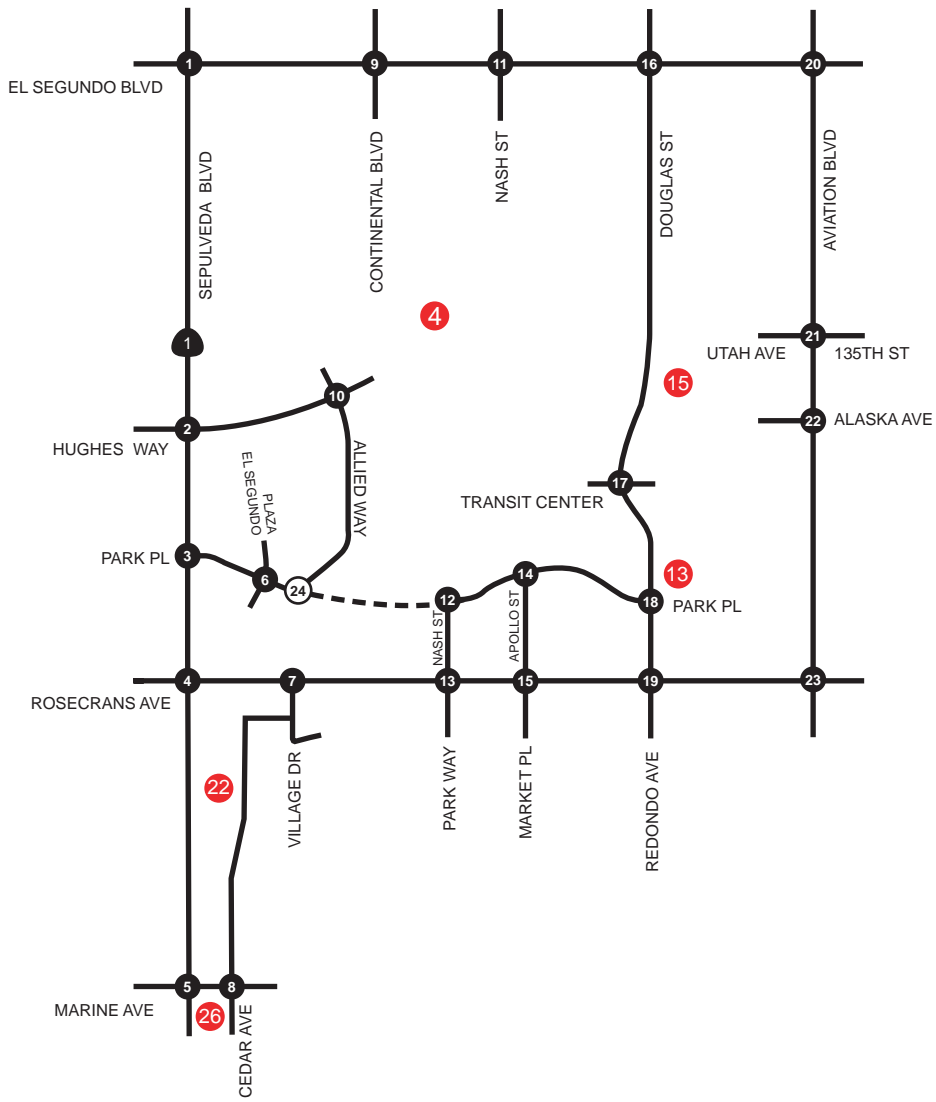 1
9
11
16
20
EL SEGUNDO BLVD
SEPULVEDA BLVD
CONTINENTAL BLVD
NASH ST
DOUGLAS ST
AVIATION BLVD
4
1
21
UTAH AVE
135TH ST
15
10
2
22
ALASKA AVE
HUGHES WAY
ALLIED WAY
PLAZA
EL SEGUNDO
17
TRANSIT CENTER
3
PARK PL
6
24
14
13
12
18
PARK PL
NASH ST
APOLLO ST
4
7
13
15
19
23
ROSECRANS AVE
22
VILLAGE DR
PARK WAY
MARKET PL
REDONDO AVE
5
8
MARINE AVE
26
CEDAR AVE